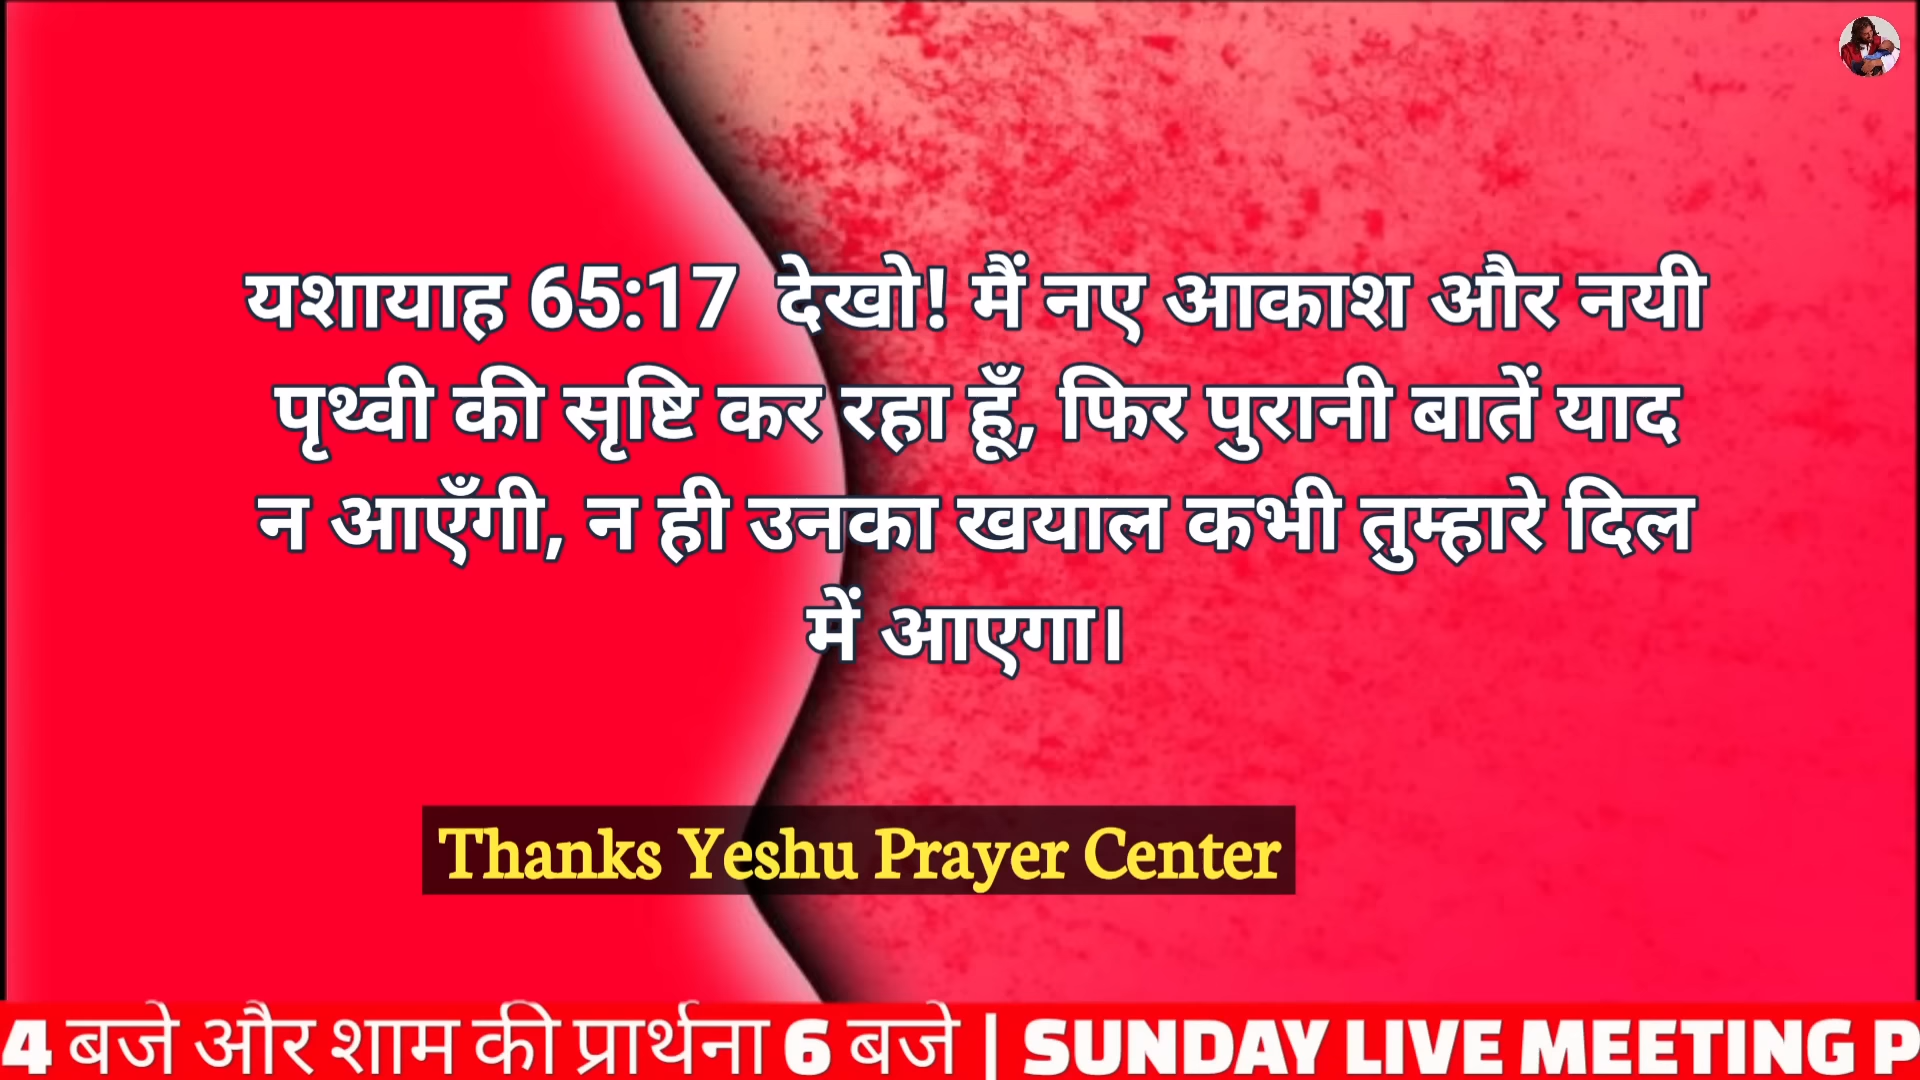 यशायाह 65:17 देखो! मैं नए आकाश और नयी
पृथ्वी की सृष्टि कर रहा हूँ, फिर पुरानी बातें याद
न आएँगी, न ही उनका खयाल कभी तुम्हारे दिल
में आएगा।
Thanks Yeshu Prayer Center
4 बजे और शाम की प्रार्थना 6 बजे | SUNDAY LIVE MEETING P